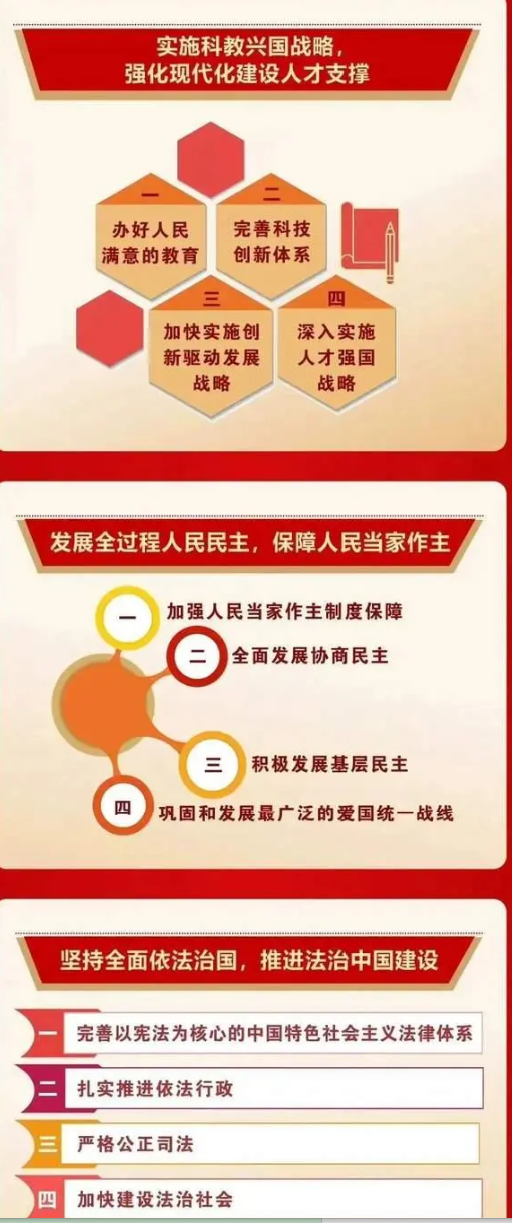 实施科教兴国战略，
强化现代化建设人才支撑
一
办好人民
满意的教育
二
完善科技
创新体系
三
加快实施创
新驱动发展
战略
四
深入实施
人才强国
战略
发展全过程人民民主，保障人民当家作主
一 加强人民当家作主制度保障
二 全面发展协商民主
三 积极发展基层民主
四 巩固和发展最广泛的爱国统一战线
坚持全面依法治国，推进法治中国建设
一 完善以宪法为核心的中国特色社会主义法律体系
二 扎实推进依法行政
三 严格公正司法
四 加快建设法治社会